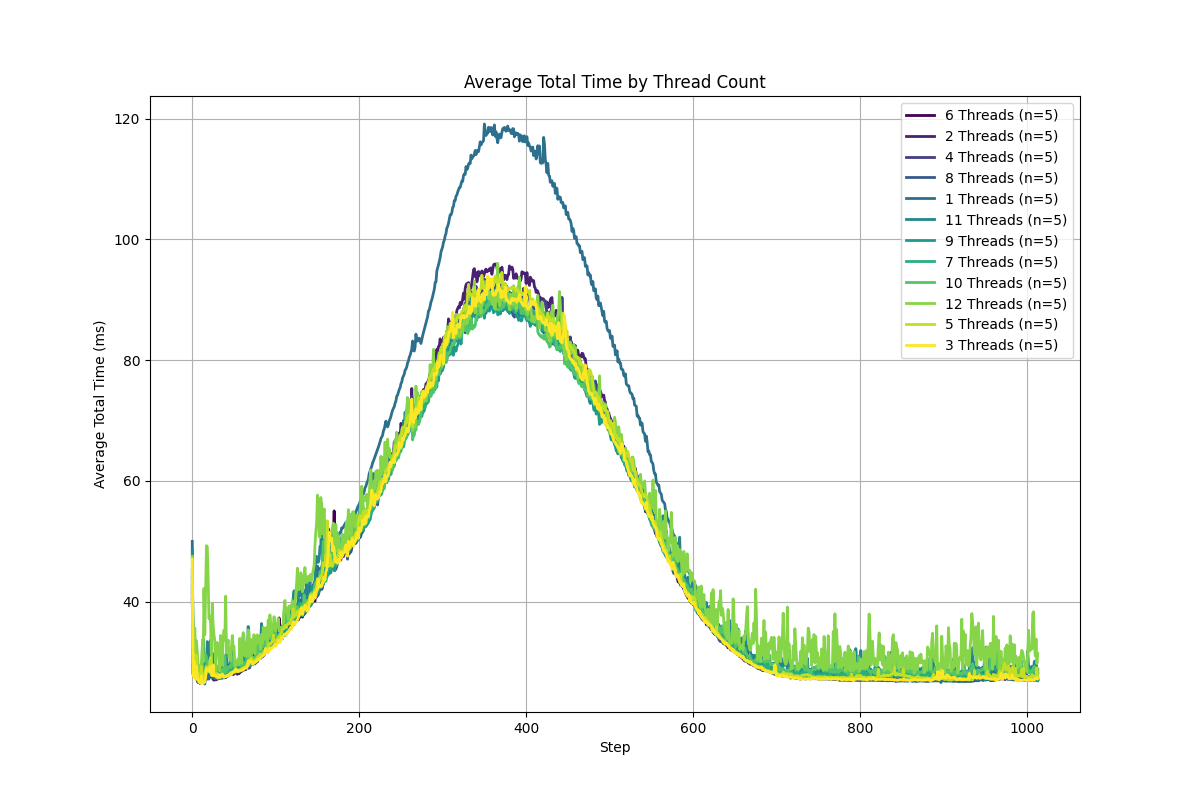 Average Total Time by Thread Count
120
100
80
60
40
Average Total Time (ms)
6 Threads (n=5)
2 Threads (n=5)
4 Threads (n=5)
8 Threads (n=5)
1 Threads (n=5)
11 Threads (n=5)
9 Threads (n=5)
7 Threads (n=5)
10 Threads (n=5)
12 Threads (n=5)
5 Threads (n=5)
3 Threads (n=5)
0 200 400 600 800 1000
Step